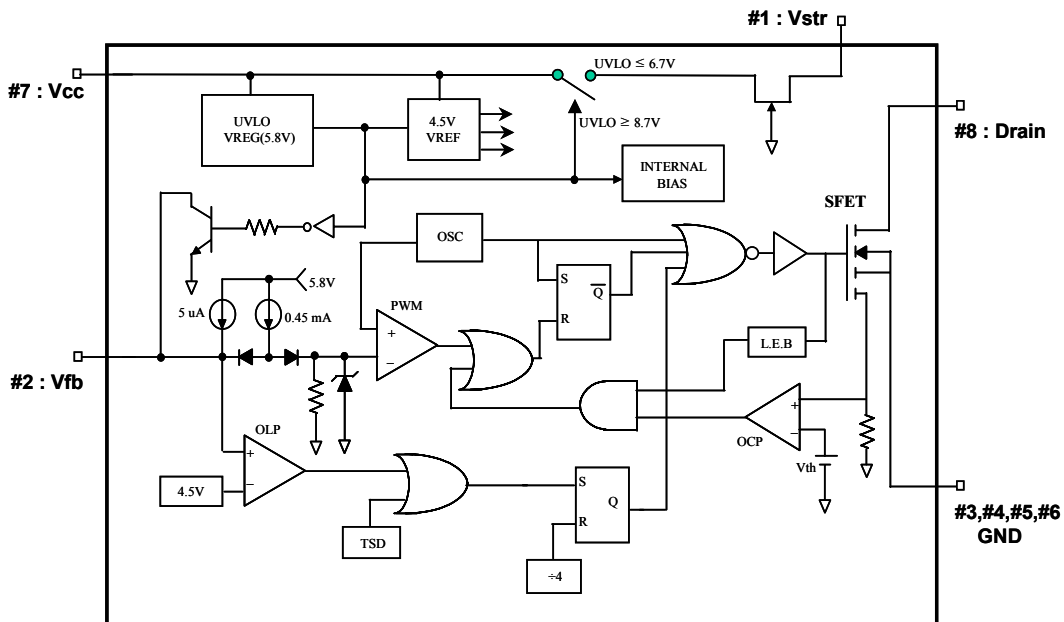 #1 : Vstr
#7 : Vcc
UVLO ≤ 6.7V
UVLO
VREG(5.8V)
4.5V
VREF
UVLO ≥ 8.7V
#8 : Drain
INTERNAL
BIAS
SFET
OSC
5.8V
5 uA
0.45 mA
PWM
+
−
S
Q
R
L.E.B
#2 : Vfb
OLP
+
−
4.5V
OCP
+
−
Vth
TSD
S
Q
R
÷4
#3,#4,#5,#6
GND